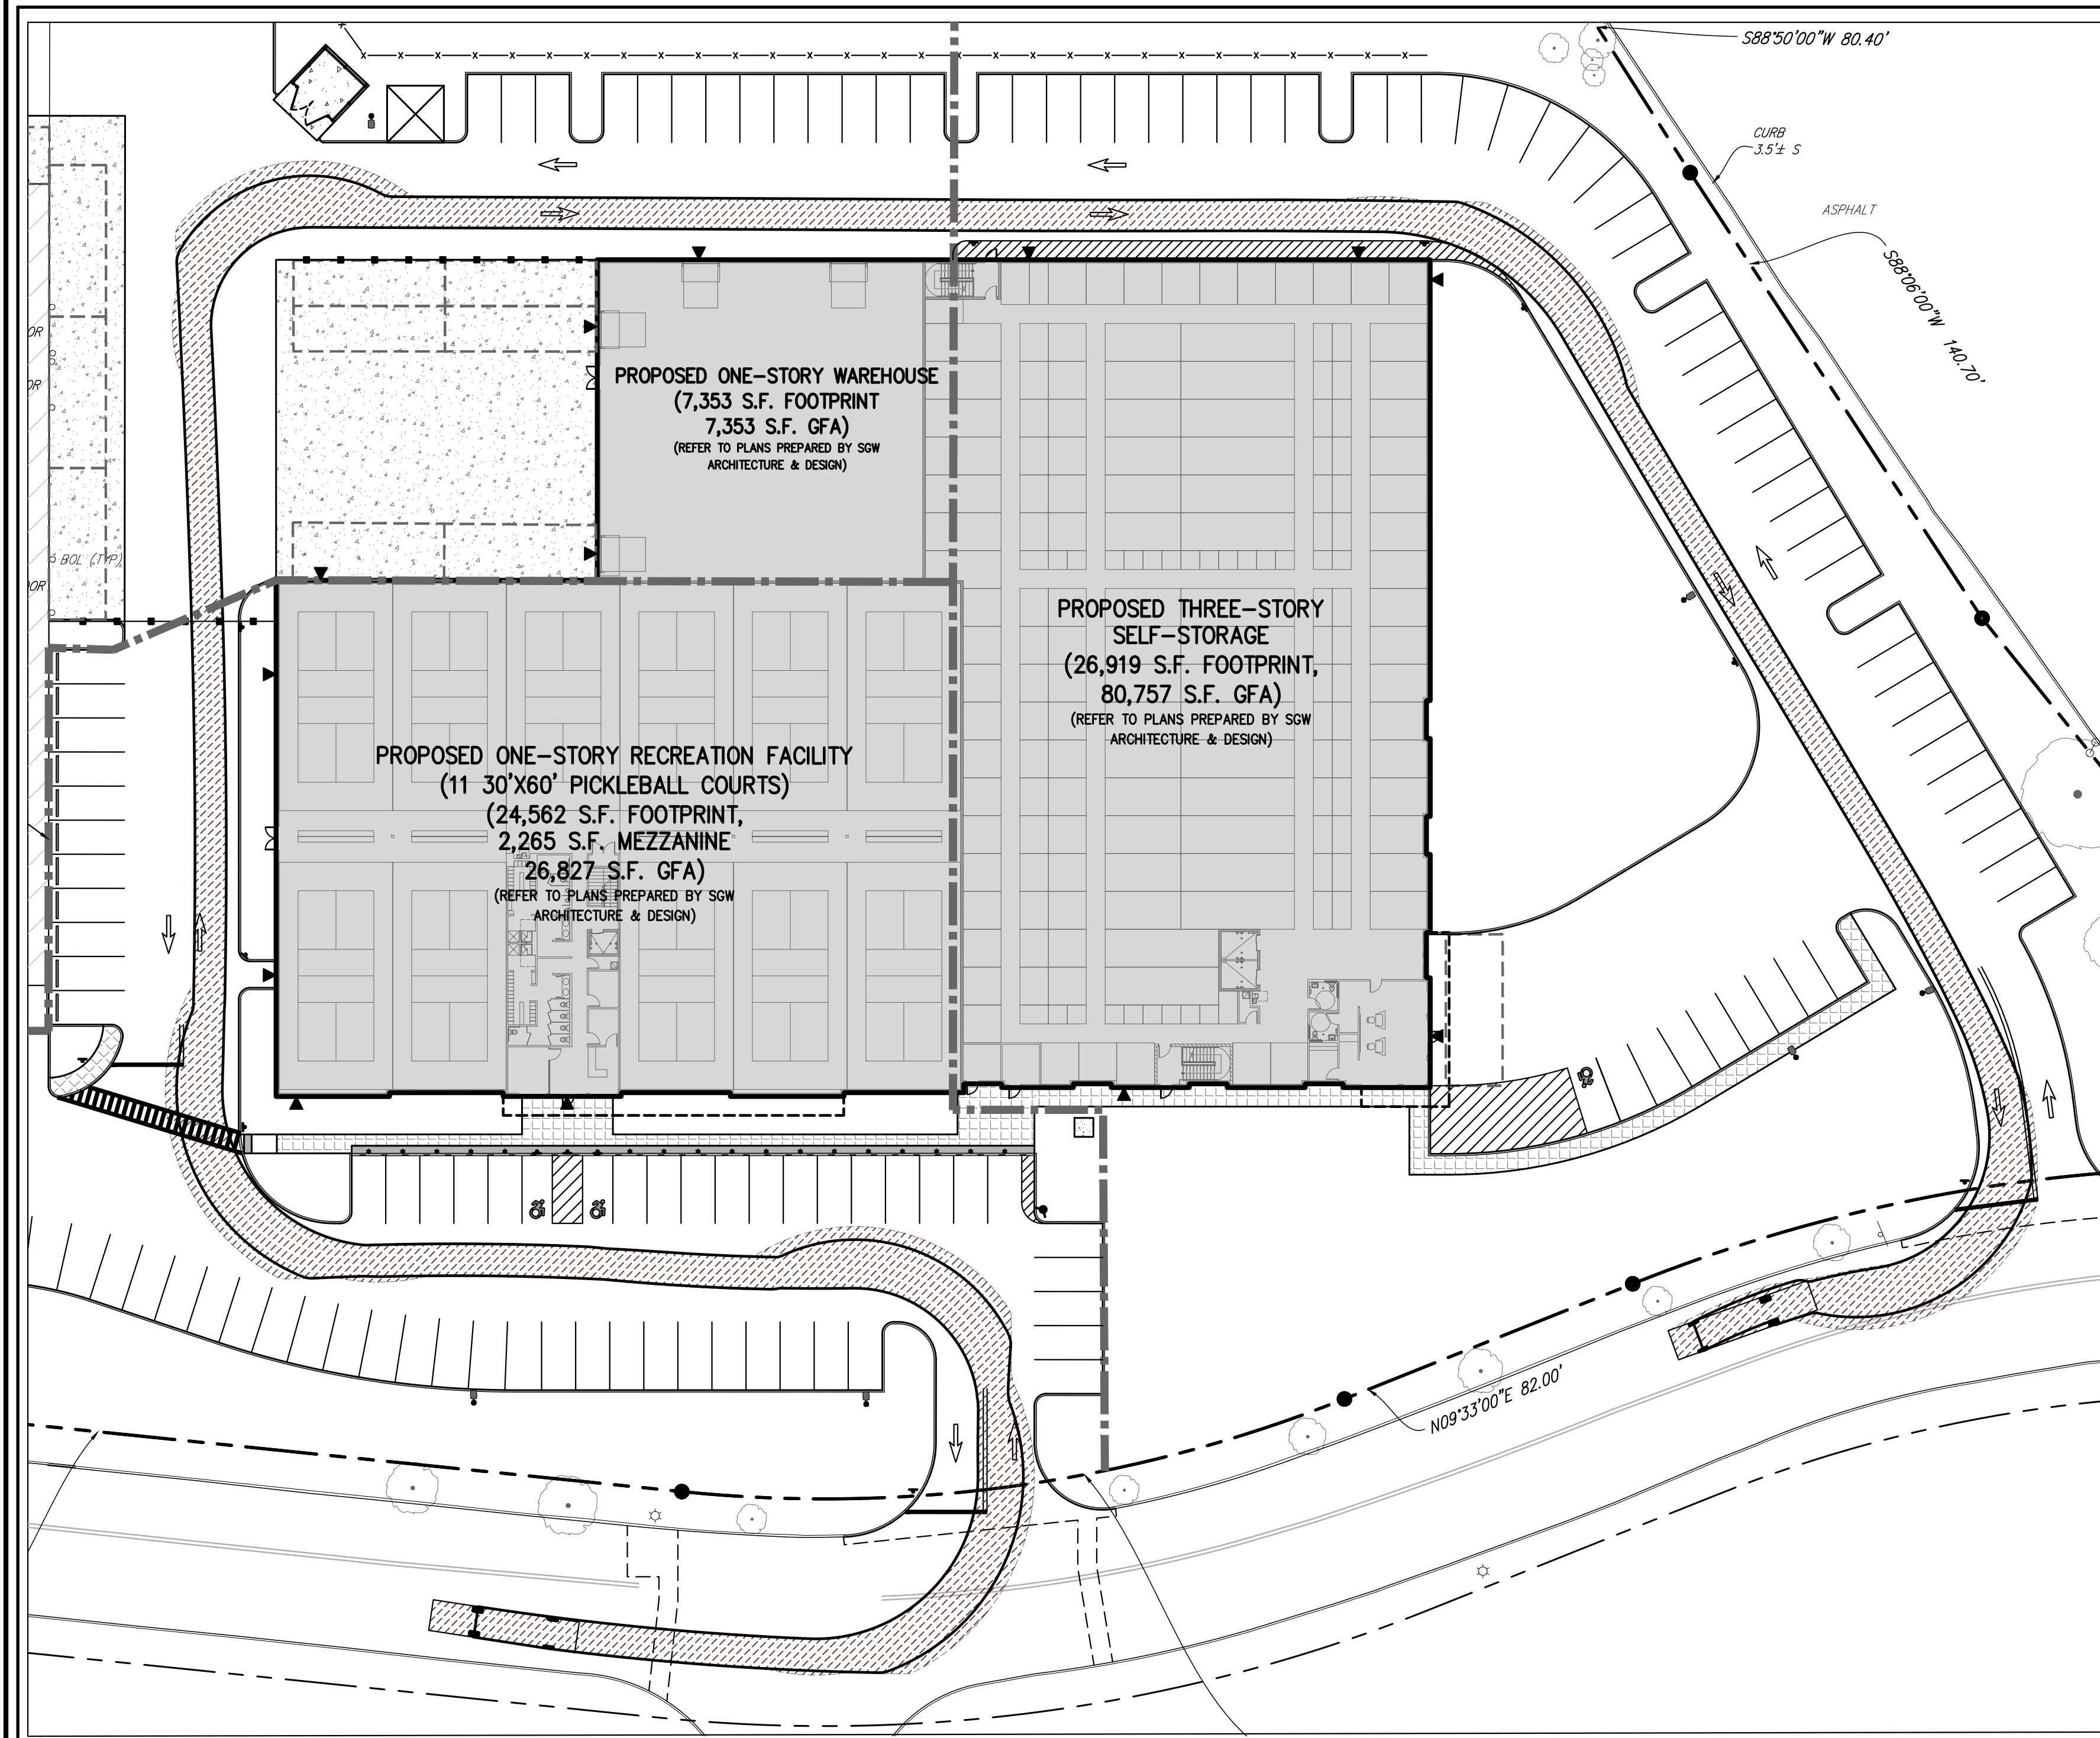 S88°50'00"W 80.40'
CURB
3.5'± S
ASPHALT
S88°06'00"W 140.70'
OR
OR
PROPOSED ONE-STORY WAREHOUSE
(7,353 S.F. FOOTPRINT
7,353 S.F. GFA)
(REFER TO PLANS PREPARED BY SGW
ARCHITECTURE & DESIGN)
BOL (TYP)
OOR
PROPOSED THREE-STORY
SELF-STORAGE
(26,919 S.F. FOOTPRINT,
80,757 S.F. GFA)
(REFER TO PLANS PREPARED BY SGW
ARCHITECTURE & DESIGN)
PROPOSED ONE-STORY RECREATION FACILITY
(11 30'X60' PICKLEBALL COURTS)
(24,562 S.F. FOOTPRINT,
2,265 S.F. MEZZANINE
26,827 S.F. GFA)
(REFER TO PLANS PREPARED BY SGW
ARCHITECTURE & DESIGN)
N09°33'00"E 82.00'